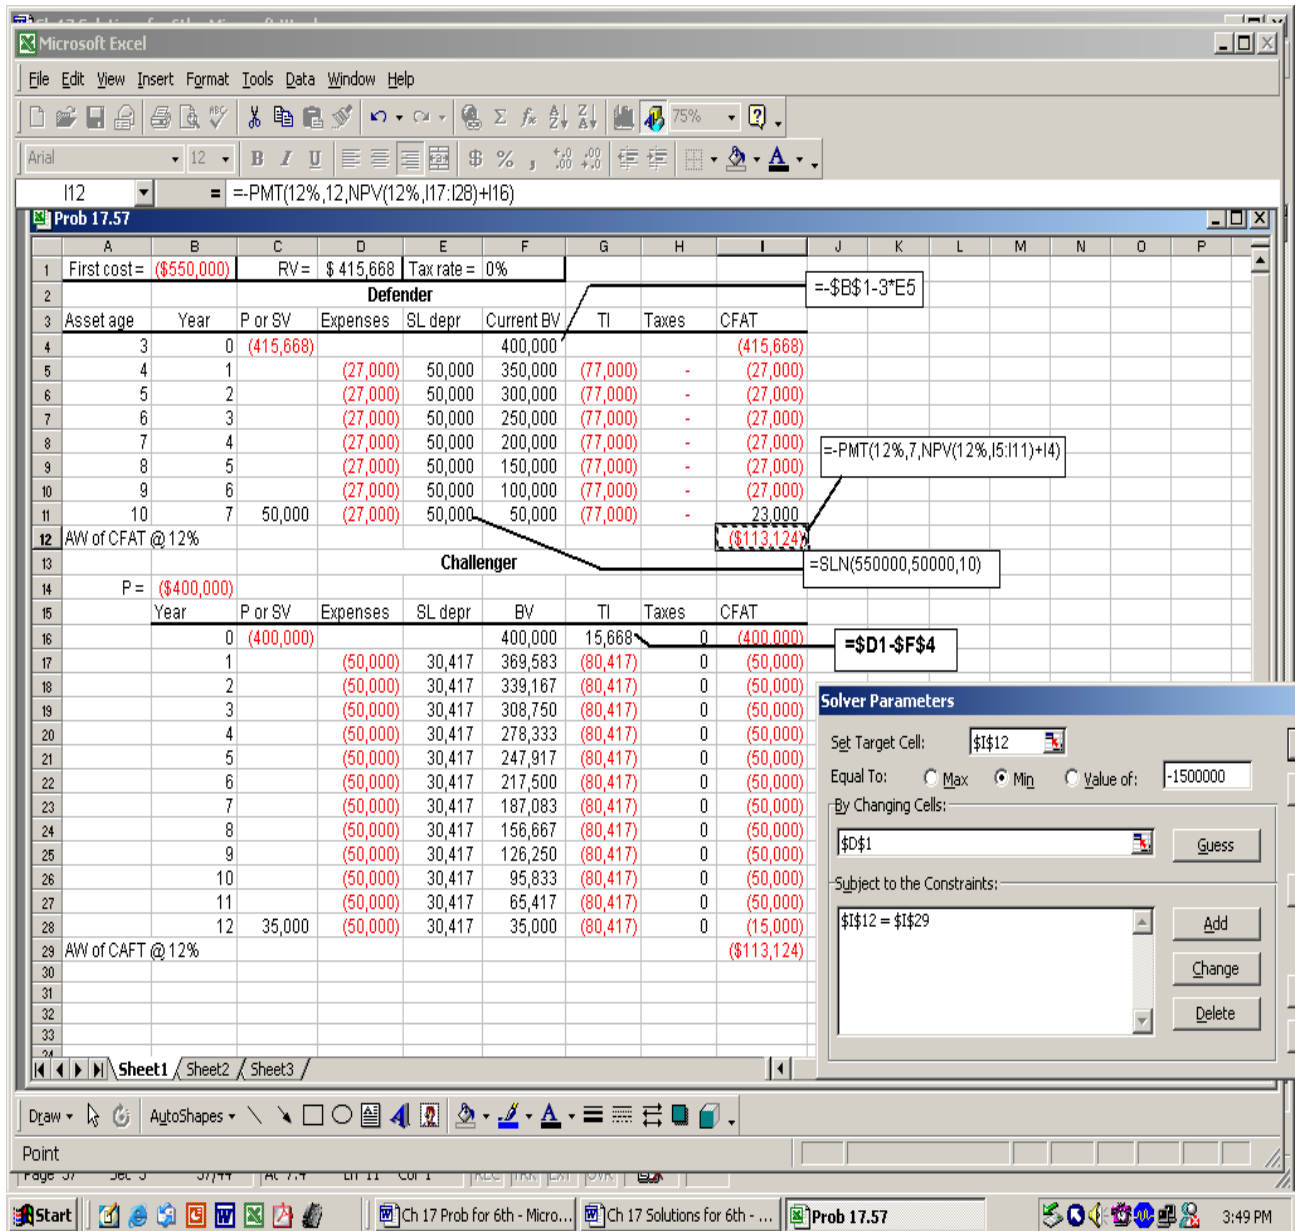 Microsoft Excel
File Edit View Insert Format Tools Data Window Help
75%
Arial 12 B I U $ % ,
I12 = =-PMT(12%,12,NPV(12%,I17:I28)+I16)
Prob 17.57
A B C D E F G H I J K L M N O P
1 First cost = ($550,000) RV = $ 415,668 Tax rate = 0%
=-$B$1-3*E5
2 Defender
3 Asset age Year P or SV Expenses SL depr Current BV TI Taxes CFAT
4 3 0 (415,668) 400,000 (415,668)
5 4 1 (27,000) 50,000 350,000 (77,000) - (27,000)
6 5 2 (27,000) 50,000 300,000 (77,000) - (27,000)
7 6 3 (27,000) 50,000 250,000 (77,000) - (27,000)
8 7 4 (27,000) 50,000 200,000 (77,000) - (27,000)
=-PMT(12%,7,NPV(12%,I5:I11)+I4)
9 8 5 (27,000) 50,000 150,000 (77,000) - (27,000)
10 9 6 (27,000) 50,000 100,000 (77,000) - (27,000)
11 10 7 50,000 (27,000) 50,000 50,000 (77,000) - 23,000
12 AW of CFAT @ 12% ($113,124)
13 Challenger
=SLN(550000,50000,10)
14 P = ($400,000)
15 Year P or SV Expenses SL depr BV TI Taxes CFAT
16 0 (400,000) 400,000 15,668 0 (400,000)
=$D1-$F$4
17 1 (50,000) 30,417 369,583 (80,417) 0 (50,000)
18 2 (50,000) 30,417 339,167 (80,417) 0 (50,000)
19 3 (50,000) 30,417 308,750 (80,417) 0 (50,000)
20 4 (50,000) 30,417 278,333 (80,417) 0 (50,000)
21 5 (50,000) 30,417 247,917 (80,417) 0 (50,000)
22 6 (50,000) 30,417 217,500 (80,417) 0 (50,000)
23 7 (50,000) 30,417 187,083 (80,417) 0 (50,000)
24 8 (50,000) 30,417 156,667 (80,417) 0 (50,000)
25 9 (50,000) 30,417 126,250 (80,417) 0 (50,000)
26 10 (50,000) 30,417 95,833 (80,417) 0 (50,000)
27 11 (50,000) 30,417 65,417 (80,417) 0 (50,000)
28 12 35,000 (50,000) 30,417 35,000 (80,417) 0 (15,000)
29 AW of CAFT @ 12% ($113,124)
30
31
32
33
Solver Parameters
Set Target Cell: $I$12
Equal To: Max Min Value of: -1500000
By Changing Cells:
$D$1 Guess
Subject to the Constraints:
$I$12 = $I$29
Add
Change
Delete
Sheet1 Sheet2 Sheet3
Draw AutoShapes
Point
Start Ch 17 Prob for 6th - Micro... Ch 17 Solutions for 6th - ... Prob 17.57 3:49 PM